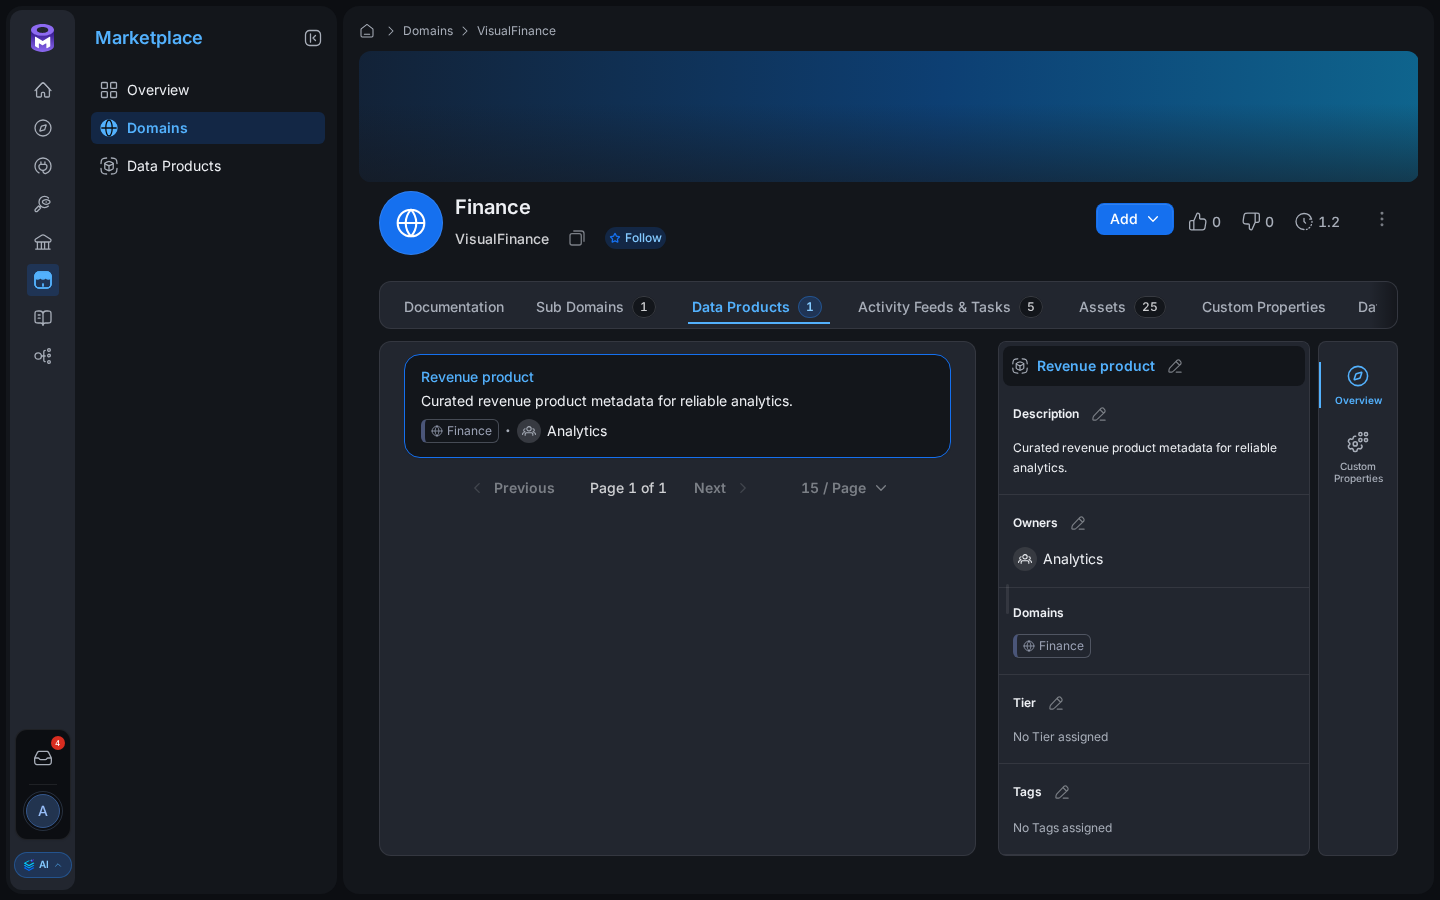 Marketplace
Overview
Domains
Data Products
4
A
AI
Domains
VisualFinance
Finance
VisualFinance
Follow
Add
0
0
1.2
Documentation
Sub Domains 1
Data Products 1
Activity Feeds & Tasks 5
Assets 25
Custom Properties
Da
Revenue product
Curated revenue product metadata for reliable analytics.
Finance
Analytics
Previous
Page 1 of 1
Next
15 / Page
Revenue product
Description
Curated revenue product metadata for reliable
analytics.
Owners
Analytics
Domains
Finance
Tier
No Tier assigned
Tags
No Tags assigned
Overview
Custom
Properties